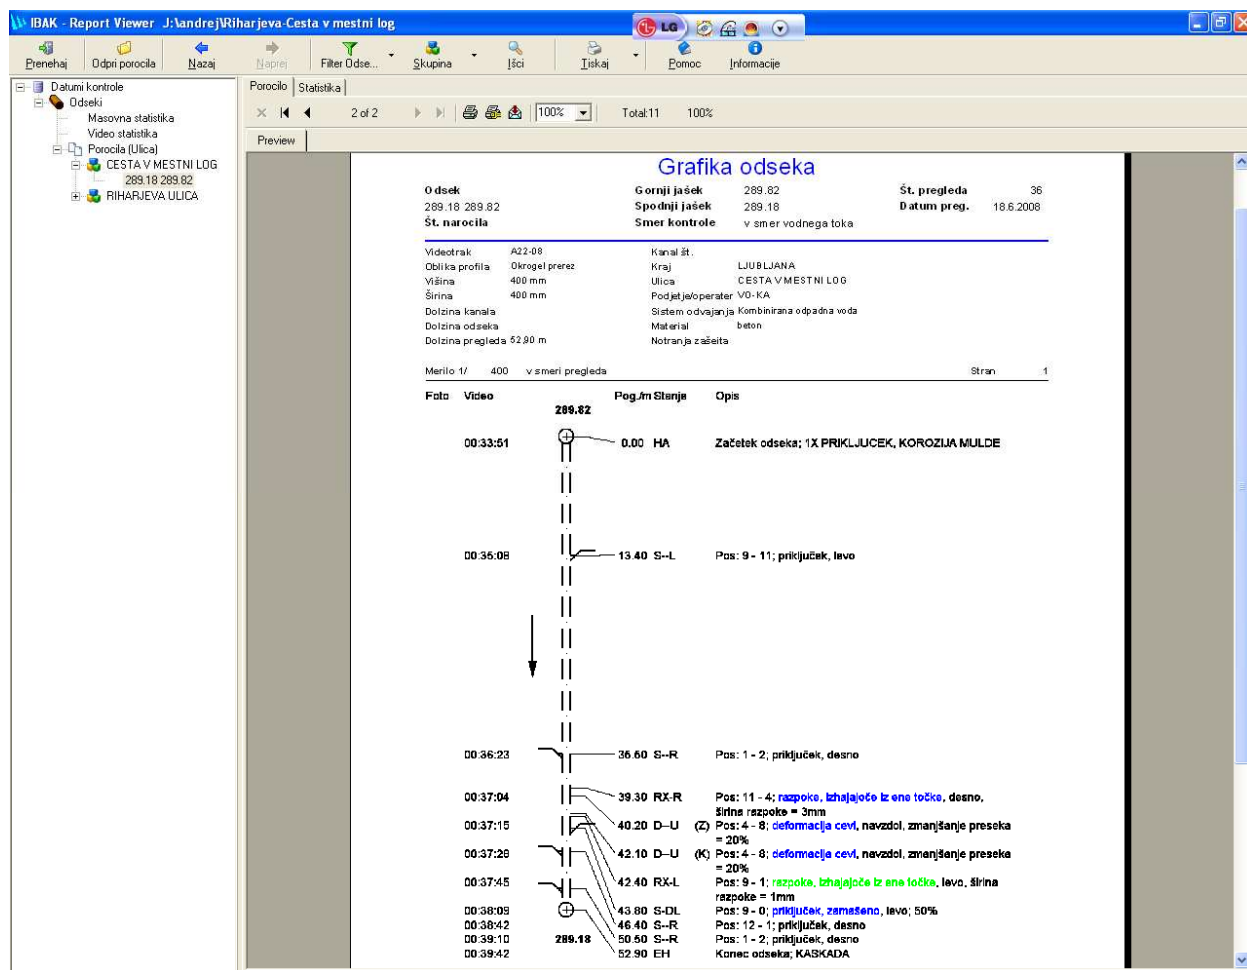 IBAK - Report Viewer J:\andrej\Riharjeva-Cesta v mestni log
LG
Prenehaj Odpri porocila Nazaj Naprej Filter Odse... Skupina Išci Tiskaj Pomoc Informacije
Datumi kontrole
Odseki
Masovna statistika
Video statistika
Porocila (Ulica)
CESTA V MESTNI LOG
289.18 289.82
RIHARJEVA ULICA
Porocilo Statistika
2 of 2 100% Total:11 100%
Preview
Grafika odseka
Odsek Gornji jašek 289.82 Št. pregleda 36
289.18 289.82 Spodnji jašek 289.18 Datum preg. 18.6.2008
Št. narocila Smer kontrole v smer vodnega toka
Videotrak A22-08 Kanal št.
Oblika profila Okrogel prerez Kraj LJUBLJANA
Višina 400 mm Ulica CESTA V MESTNI LOG
Širina 400 mm Podjetje/operater VO-KA
Dolzina kanala Sistem odvajanja Kombinirana odpadna voda
Dolzina odseka Material beton
Dolzina pregleda 52,90 m Notranja zašeita
Merilo 1/ 400 v smeri pregleda Stran 1
Foto Video Pog./m Stanje Opis
289.82
00:33:51 0.00 HA Začetek odseka; 1X PRIKLJUCEK, KOROZIJA MULDE
00:35:08 13.40 S--L Pos: 9 - 11; priključek, levo
00:36:23 35.60 S--R Pos: 1 - 2; priključek, desno
00:37:04 39.30 RX-R Pos: 11 - 4; razpoke, izhajajoče iz ene točke, desno,
širina razpoke = 3mm
00:37:15 40.20 D--U (Z) Pos: 4 - 8; deformacija cevi, navzdol, zmanjšanje preseka
= 20%
00:37:26 42.10 D--U (K) Pos: 4 - 8; deformacija cevi, navzdol, zmanjšanje preseka
= 20%
00:37:45 42.40 RX-L Pos: 9 - 1; razpoke, izhajajoče iz ene točke, levo, širina
razpoke = 1mm
00:38:09 43.80 S-DL Pos: 9 - 0; priključek, zamašeno, levo; 50%
00:38:42 46.40 S--R Pos: 12 - 1; priključek, desno
00:39:10 289.18 50.50 S--R Pos: 1 - 2; priključek, desno
00:39:42 52.90 EH Konec odseka; KASKADA